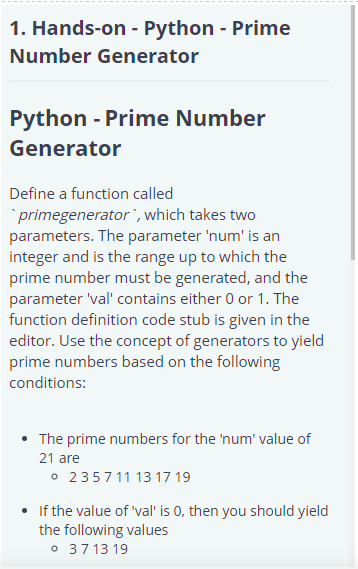 1. Hands-on - Python - Prime
Number Generator
Python - Prime Number
Generator
Define a function called
`primegenerator`, which takes two
parameters. The parameter 'num' is an
integer and is the range up to which the
prime number must be generated, and the
parameter 'val' contains either 0 or 1. The
function definition code stub is given in the
editor. Use the concept of generators to yield
prime numbers based on the following
conditions:
• The prime numbers for the 'num' value of
21 are
◦ 2 3 5 7 11 13 17 19
• If the value of 'val' is 0, then you should yield
the following values
◦ 3 7 13 19